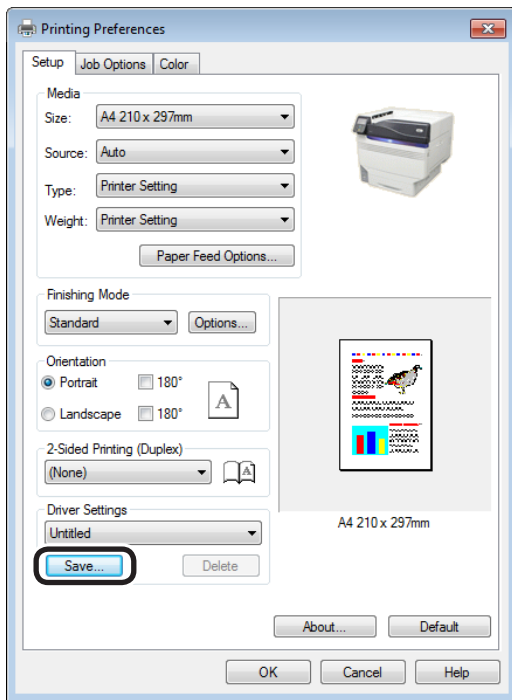 Printing Preferences
Setup Job Options Color
Media
Size: A4 210 x 297mm
Source: Auto
Type: Printer Setting
Weight: Printer Setting
Paper Feed Options...
Finishing Mode
Standard Options...
Orientation
Portrait 180°
Landscape 180°
A
2-Sided Printing (Duplex)
(None)
A
Driver Settings
Untitled
A4 210 x 297mm
Save... Delete
About... Default
OK Cancel Help